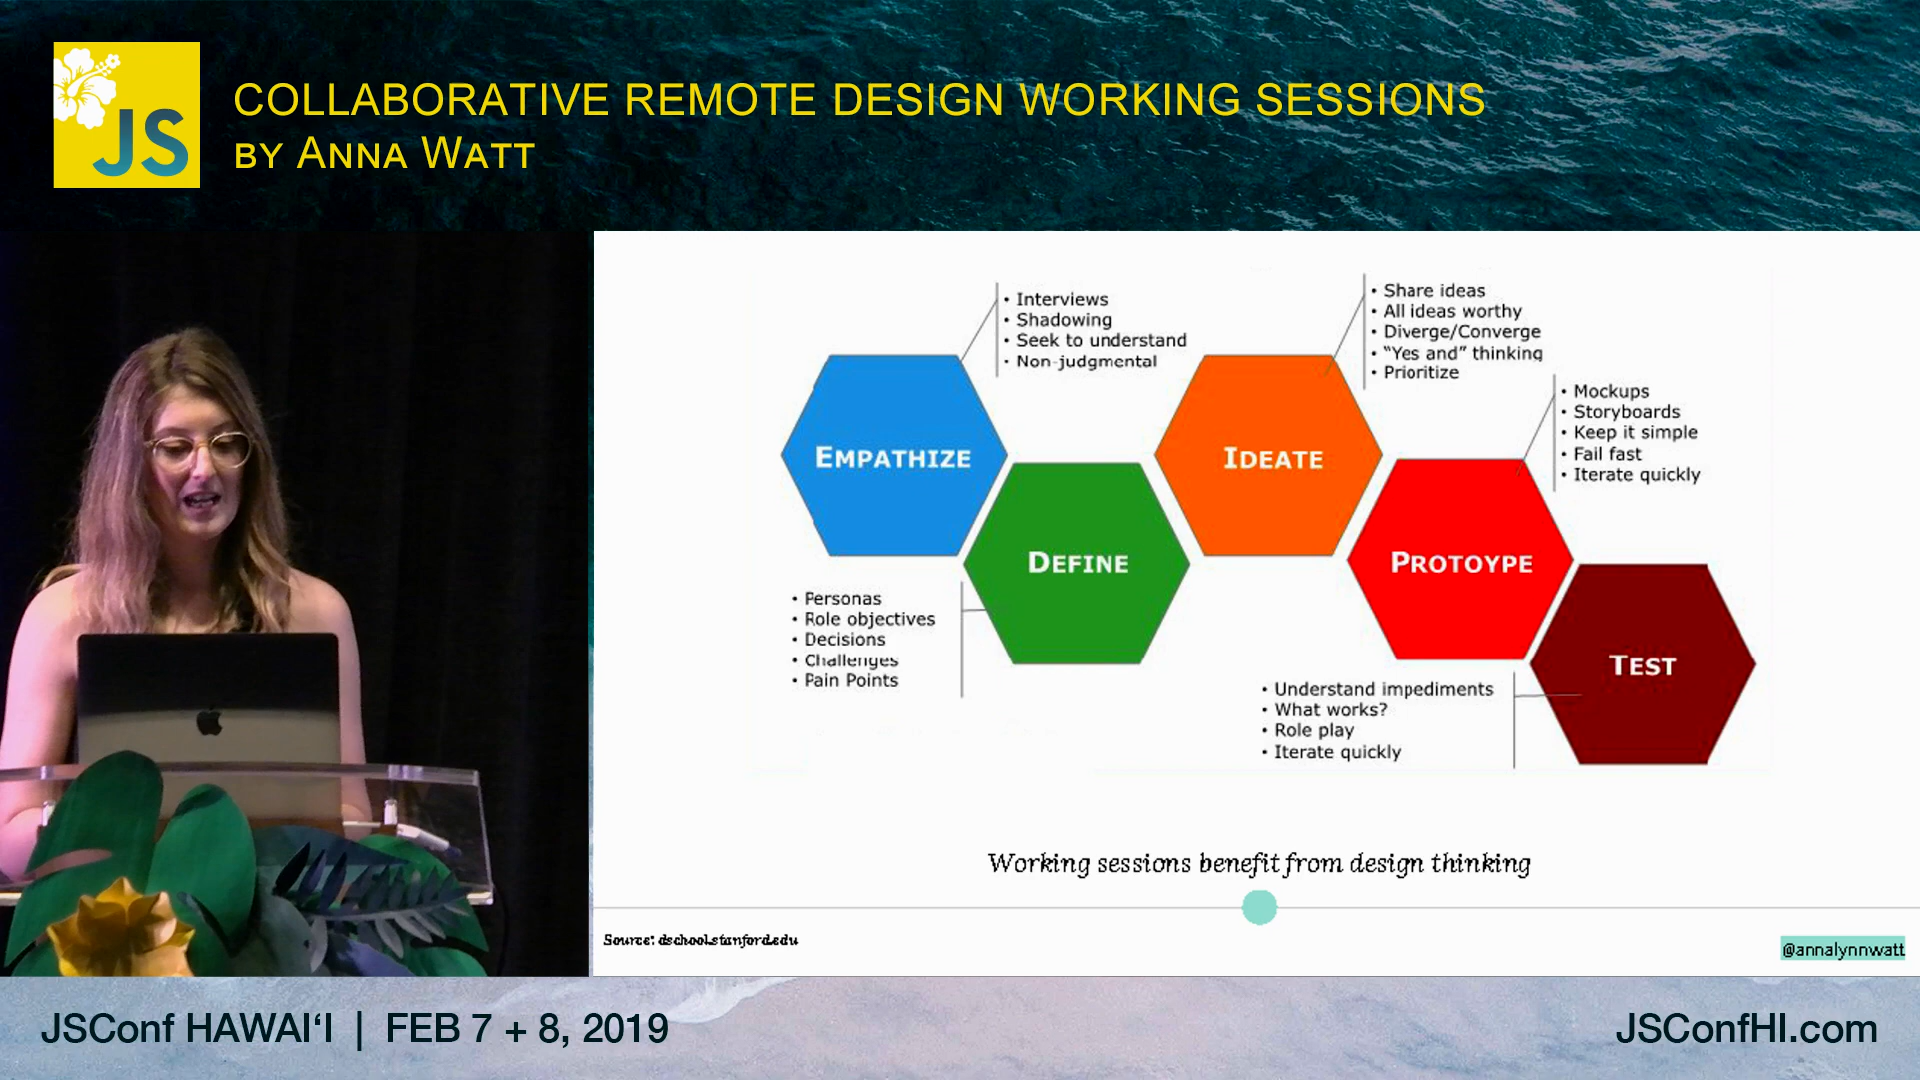 JS
COLLABORATIVE REMOTE DESIGN WORKING SESSIONS
BY ANNA WATT
• Interviews
• Shadowing
• Seek to understand
• Non-judgmental
• Share ideas
• All ideas worthy
• Diverge/Converge
• “Yes and” thinking
• Prioritize
• Mockups
• Storyboards
• Keep it simple
• Fail fast
• Iterate quickly
EMPATHIZE
IDEATE
DEFINE
PROTOYPE
TEST
• Personas
• Role objectives
• Decisions
• Challenges
• Pain Points
• Understand impediments
• What works?
• Role play
• Iterate quickly
Working sessions benefit from design thinking
Source: dschool.stanford.edu
@annalynnwatt
JSConf HAWAI‘I | FEB 7 + 8, 2019
JSConfHI.com